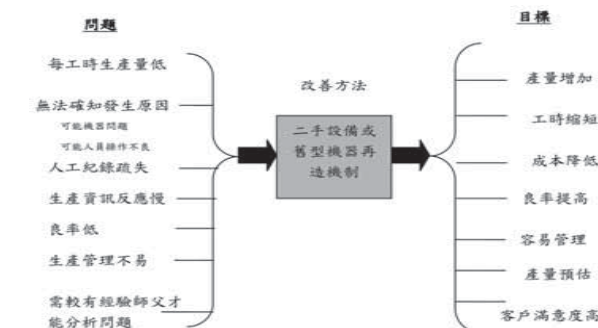 問題
每工時生產量低
無法確知發生原因
可能機器問題
可能人員操作不良
人工紀錄疏失
生產資訊反應慢
良率低
生產管理不易
需較有經驗師父才
能分析問題
改善方法
二手設備或
舊型機器再
造機制
目標
產量增加
工時縮短
成本降低
良率提高
容易管理
產量預估
客戶滿意度高